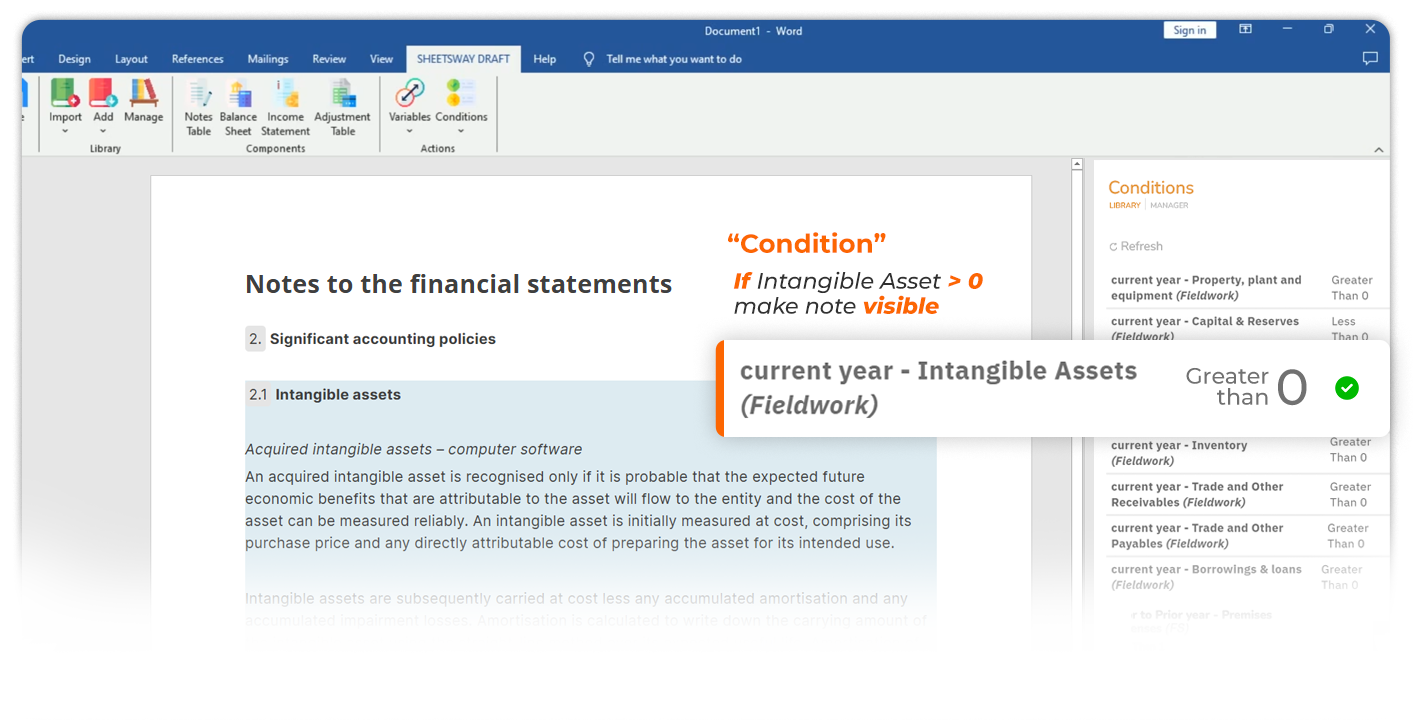 Document1 - Word
Sign in
ert Design Layout References Mailings Review View SHEETSWAY DRAFT Help Tell me what you want to do
Import Add Manage
Library
Notes Table
Balance Sheet
Income Statement
Adjustment Table
Components
Variables Conditions
Actions
Notes to the financial statements
2. Significant accounting policies
2.1 Intangible assets
Acquired intangible assets – computer software
An acquired intangible asset is recognised only if it is probable that the expected future
economic benefits that are attributable to the asset will flow to the entity and the cost of the
asset can be measured reliably. An intangible asset is initially measured at cost, comprising its
purchase price and any directly attributable cost of preparing the asset for its intended use.
Intangible assets are subsequently carried at cost less any accumulated amortisation and any
accumulated impairment losses. Amortisation is calculated to write down the carrying amount of
“Condition”
If Intangible Asset > 0
make note visible
Conditions
LIBRARY | MANAGER
Refresh
current year - Property, plant and Greater
equipment (Fieldwork) Than 0
current year - Capital & Reserves Less
(Fieldwork) Than 0
current year - Intangible Assets
(Fieldwork)
Greater
than 0
current year - Inventory Greater
(Fieldwork) Than 0
current year - Trade and Other Greater
Receivables (Fieldwork) Than 0
current year - Trade and Other Greater
Payables (Fieldwork) Than 0
current year - Borrowings & loans Greater
(Fieldwork) Than 0
r to Prior year - Premises